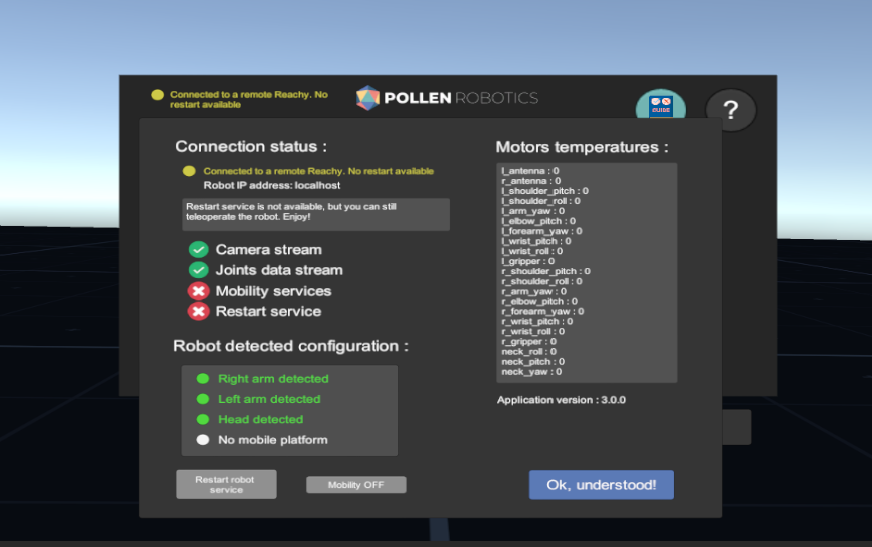 Connected to a remote Reachy. No
restart available
POLLEN ROBOTICS
GUIDE
?
Connection status :
Connected to a remote Reachy. No restart available
Robot IP address: localhost
Restart service is not available, but you can still
teleoperate the robot. Enjoy!
Camera stream
Joints data stream
Mobility services
Restart service
Robot detected configuration :
Right arm detected
Left arm detected
Head detected
No mobile platform
Restart robot
service
Mobility OFF
Motors temperatures :
l_antenna : 0
r_antenna : 0
l_shoulder_pitch : 0
l_shoulder_roll : 0
l_arm_yaw : 0
l_elbow_pitch : 0
l_forearm_yaw : 0
l_wrist_pitch : 0
l_wrist_roll : 0
l_gripper : 0
r_shoulder_pitch : 0
r_shoulder_roll : 0
r_arm_yaw : 0
r_elbow_pitch : 0
r_forearm_yaw : 0
r_wrist_pitch : 0
r_wrist_roll : 0
r_gripper : 0
neck_roll : 0
neck_pitch : 0
neck_yaw : 0
Application version : 3.0.0
Ok, understood!